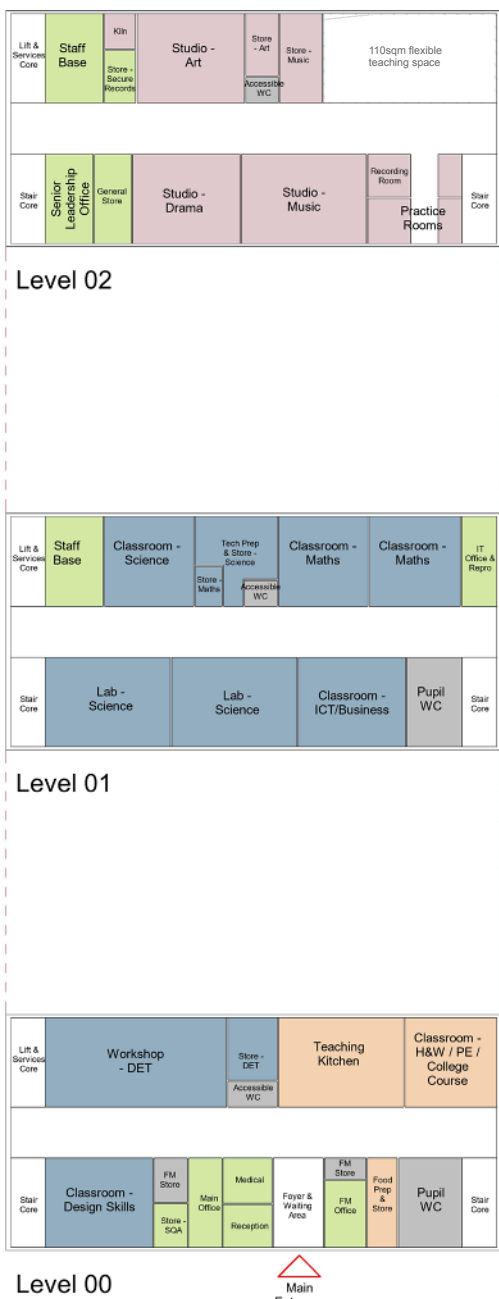 Lift &
Services
Core
Staff
Base
Kiln
Store -
Secure
Records
Studio -
Art
Store
- Art
Accessible
WC
Store -
Music
110sqm flexible
teaching space
Stair
Core
Senior
Leadership
Office
General
Store
Studio -
Drama
Studio -
Music
Recording
Room
Practice
Rooms
Stair
Core
Level 02
Lift &
Services
Core
Staff
Base
Classroom -
Science
Tech Prep
& Store -
Science
Store -
Maths
Accessible
WC
Classroom -
Maths
Classroom -
Maths
IT
Office &
Repro
Stair
Core
Lab -
Science
Lab -
Science
Classroom -
ICT/Business
Pupil
WC
Stair
Core
Level 01
Lift &
Services
Core
Workshop
- DET
Store -
DET
Accessible
WC
Teaching
Kitchen
Classroom -
H&W / PE /
College
Course
Stair
Core
Classroom -
Design Skills
FM
Store
Store -
SQA
Main
Office
Medical
Reception
Foyer &
Waiting
Area
FM
Store
FM
Office
Food
Prep
&
Store
Pupil
WC
Stair
Core
Level 00
Main